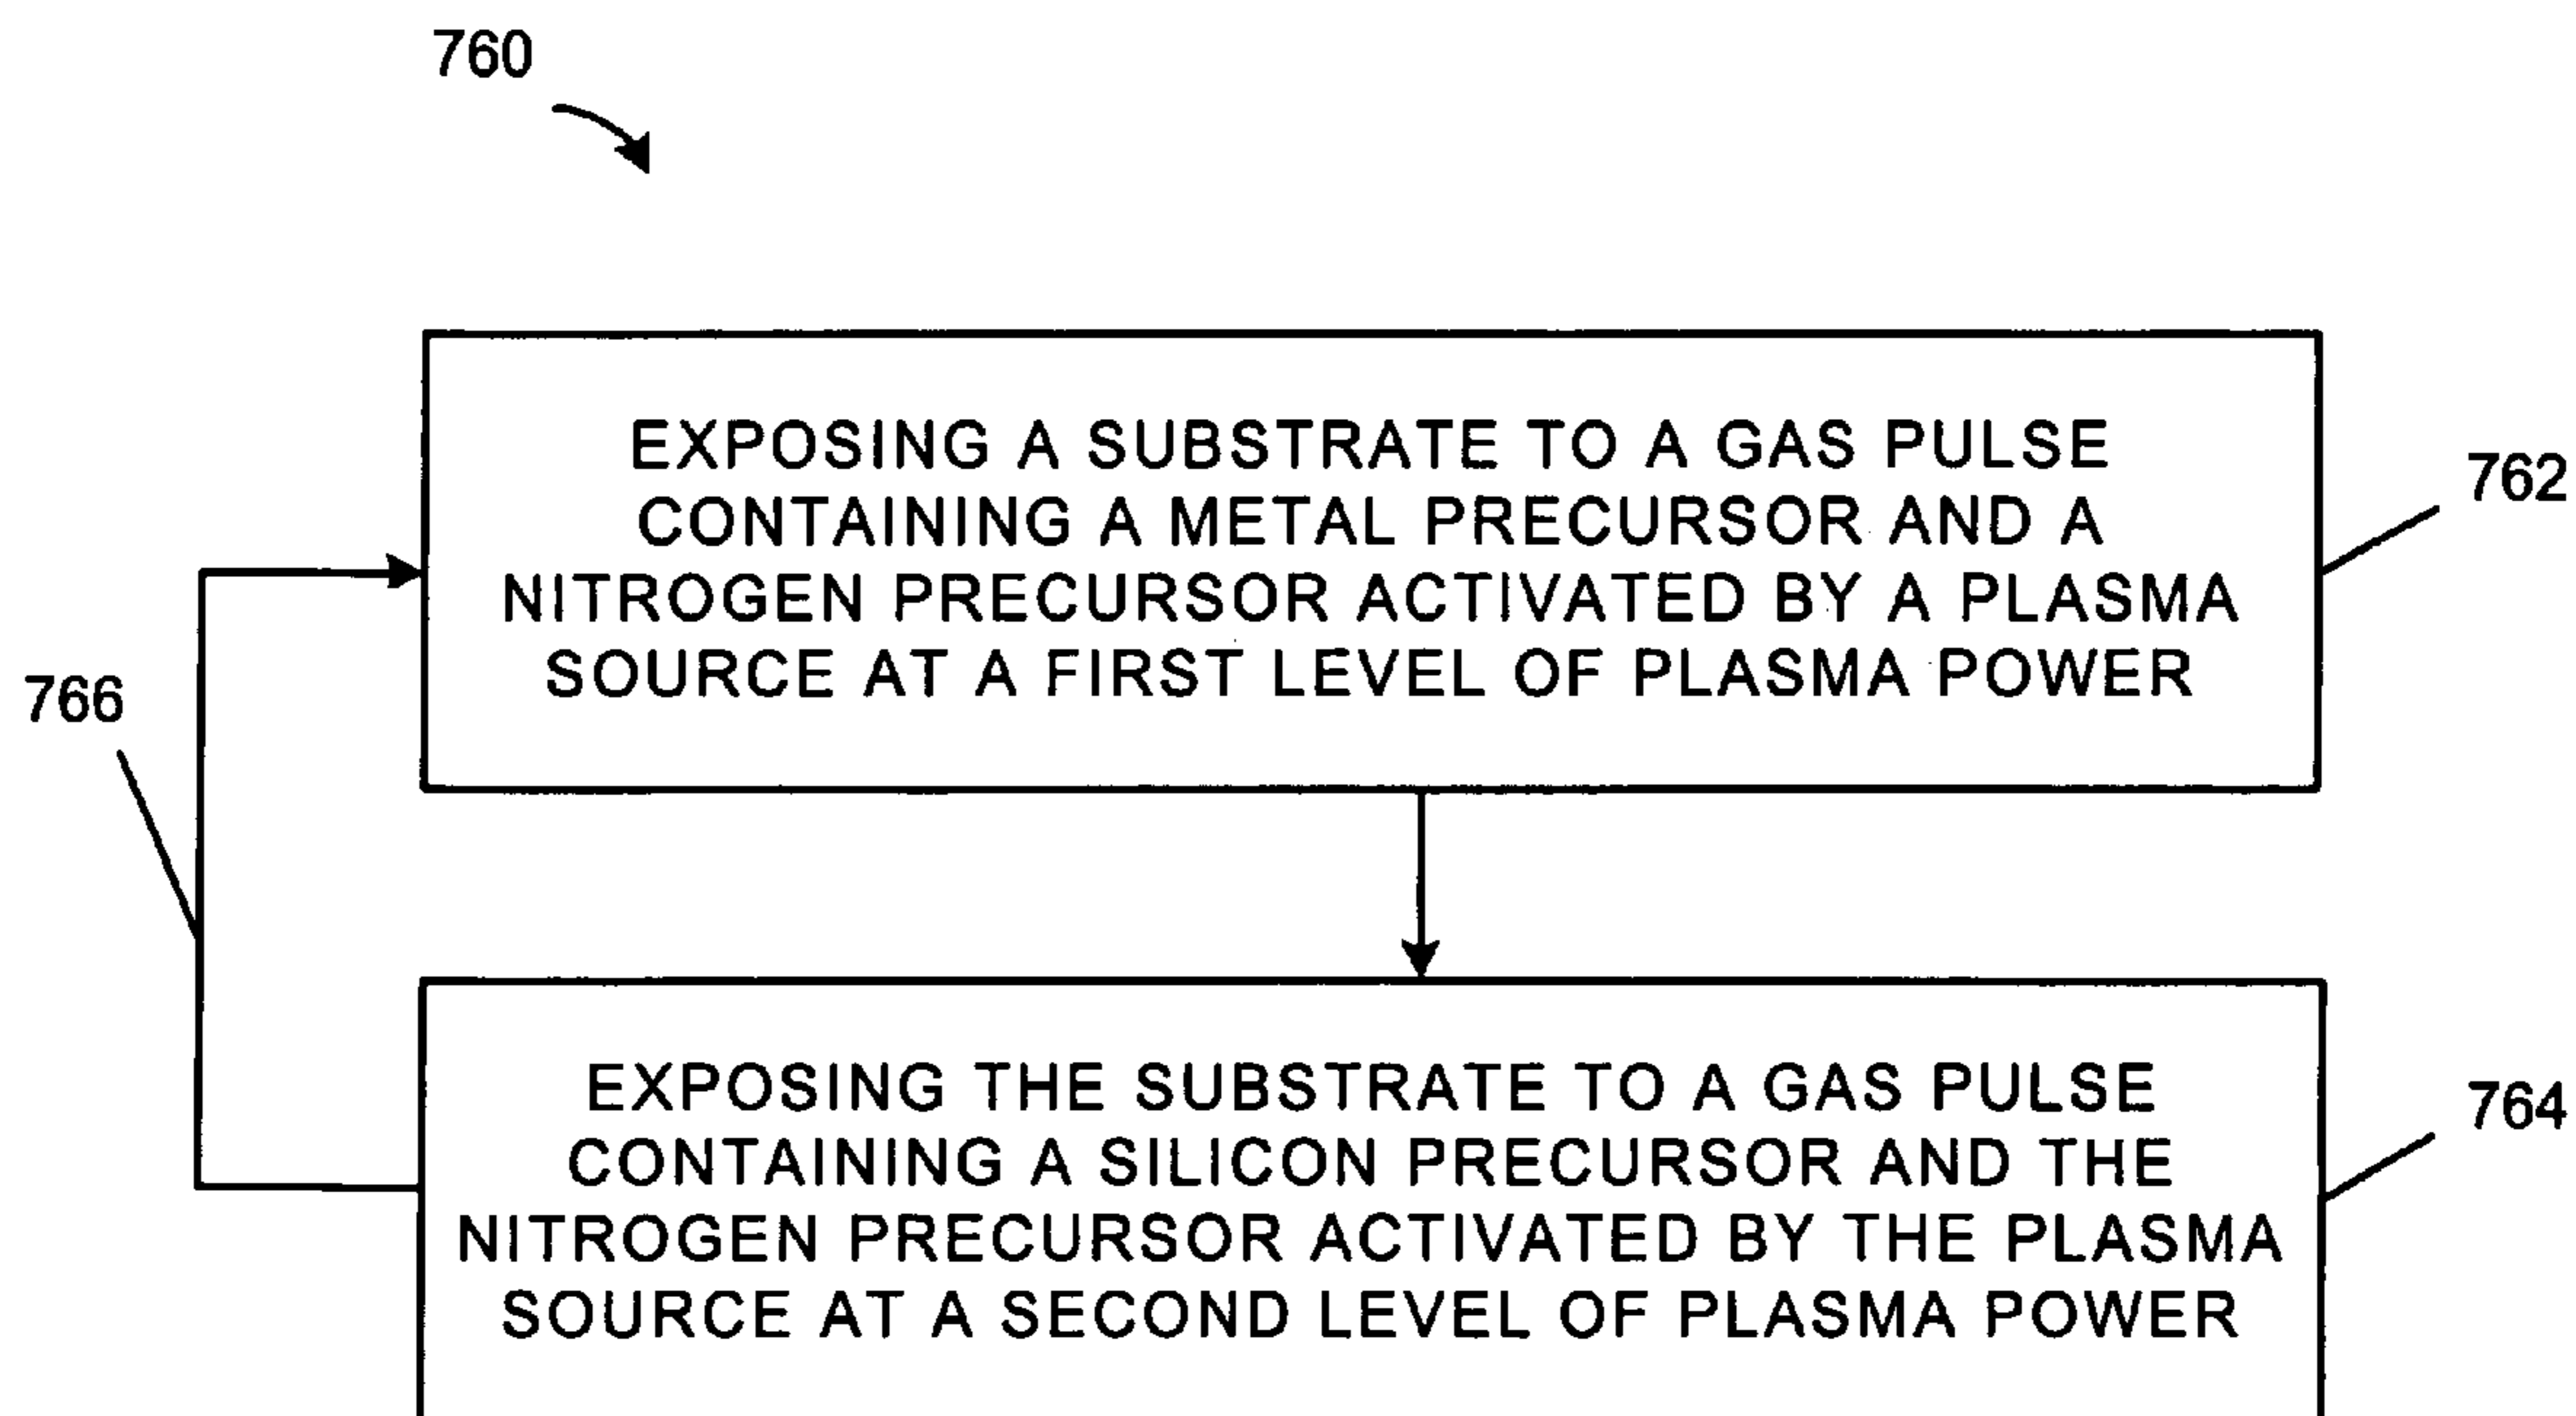 760
EXPOSING A SUBSTRATE TO A GAS PULSE
CONTAINING A METAL PRECURSOR AND A
NITROGEN PRECURSOR ACTIVATED BY A PLASMA
SOURCE AT A FIRST LEVEL OF PLASMA POWER
762
766
EXPOSING THE SUBSTRATE TO A GAS PULSE
CONTAINING A SILICON PRECURSOR AND THE
NITROGEN PRECURSOR ACTIVATED BY THE PLASMA
SOURCE AT A SECOND LEVEL OF PLASMA POWER
764